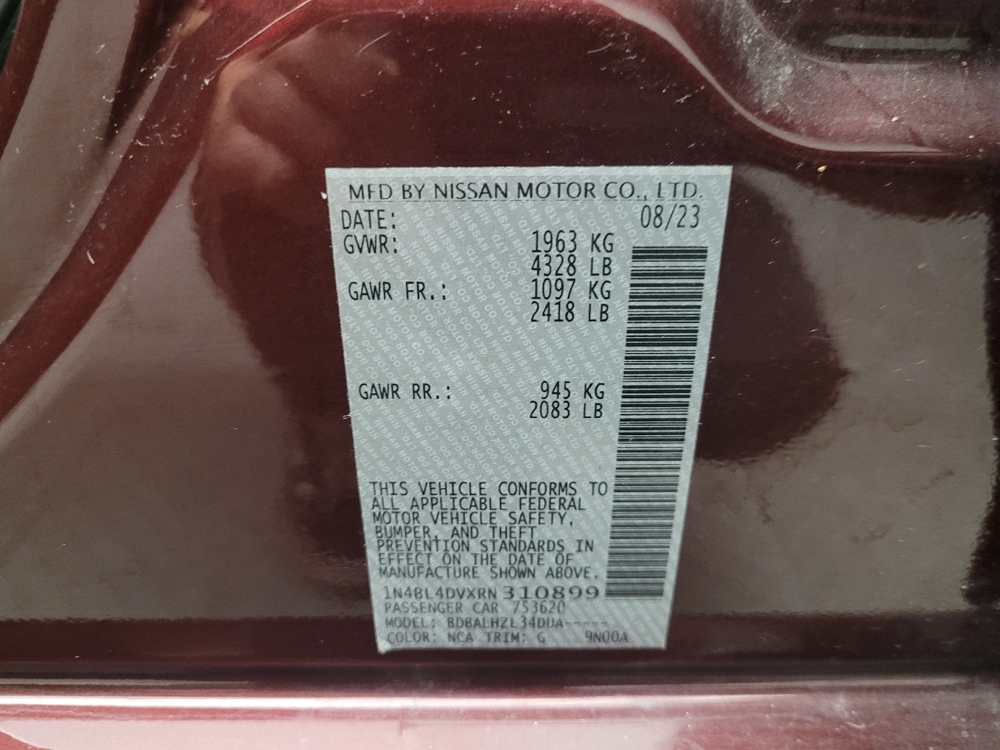 MFD BY NISSAN MOTOR CO., LTD.
DATE: 08/23
GVWR: 1963 KG
4328 LB
GAWR FR.: 1097 KG
2418 LB
GAWR RR.: 945 KG
2083 LB
THIS VEHICLE CONFORMS TO
ALL APPLICABLE FEDERAL
MOTOR VEHICLE SAFETY,
BUMPER, AND THEFT
PREVENTION STANDARDS IN
EFFECT ON THE DATE OF
MANUFACTURE SHOWN ABOVE.
1N4BL4DVXRN310899
PASSENGER CAR 753620
MODEL: BDBALHZL34DUA-----
COLOR: NCA TRIM: G 9N00A